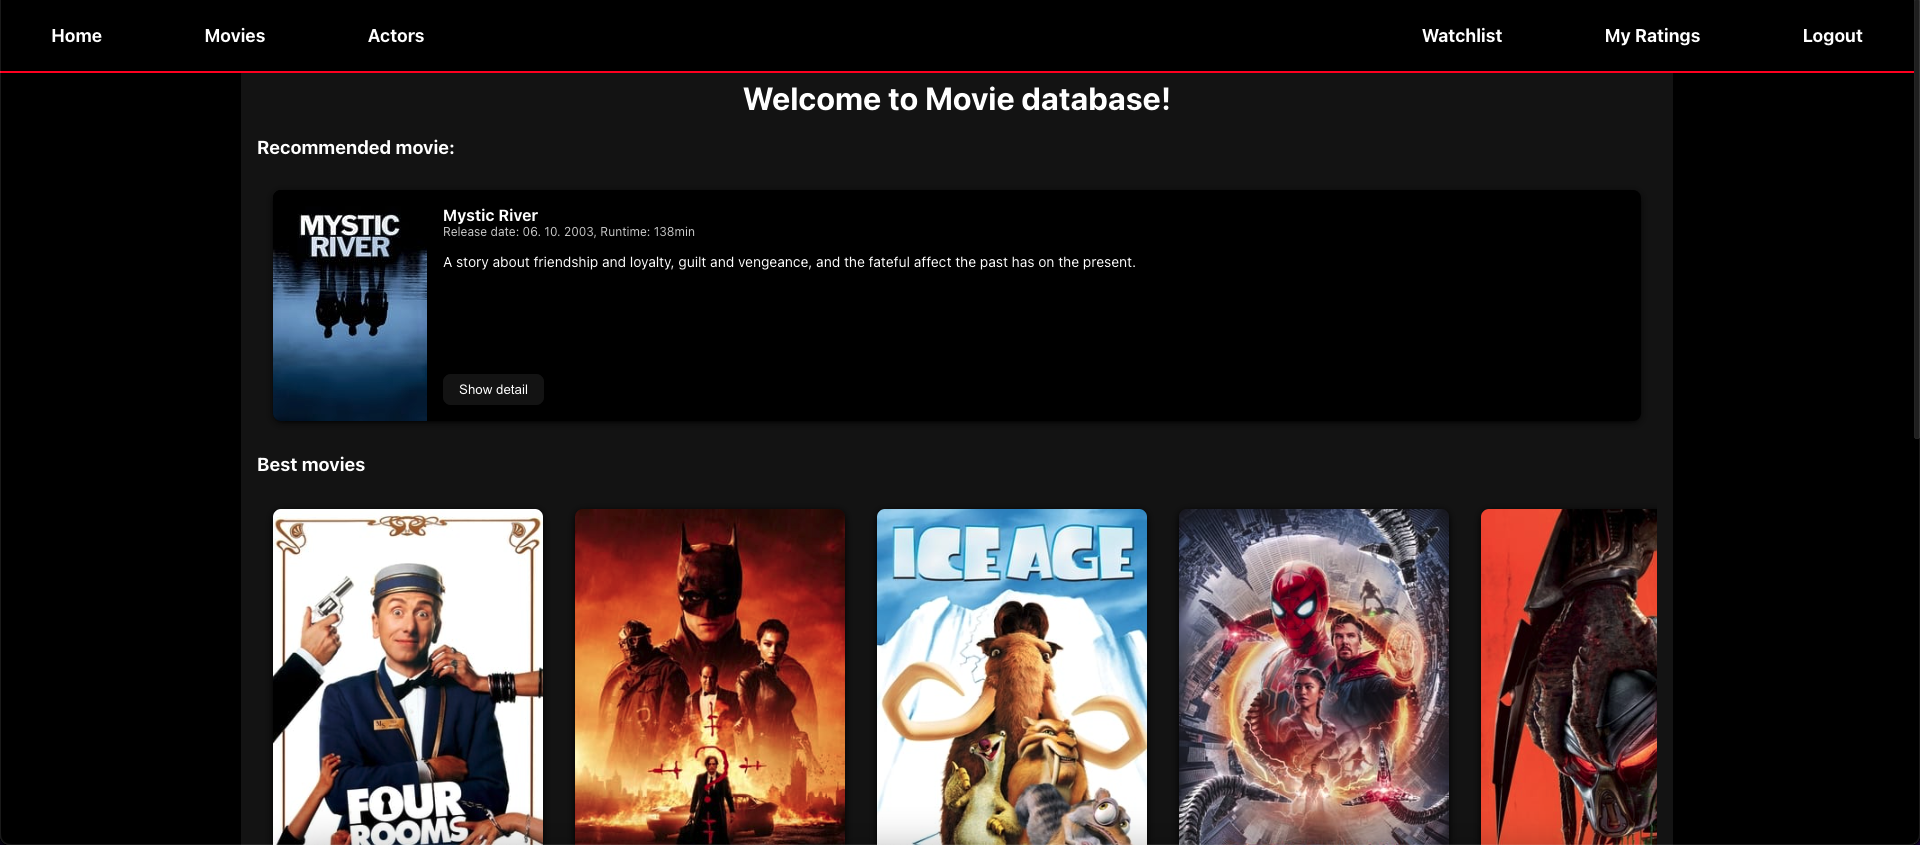 Home Movies Actors Watchlist My Ratings Logout
Welcome to Movie database!
Recommended movie:
MYSTIC
RIVER
Mystic River
Release date: 06. 10. 2003, Runtime: 138min
A story about friendship and loyalty, guilt and vengeance, and the fateful affect the past has on the present.
Show detail
Best movies
ICE AGE
FOUR
ROOMS